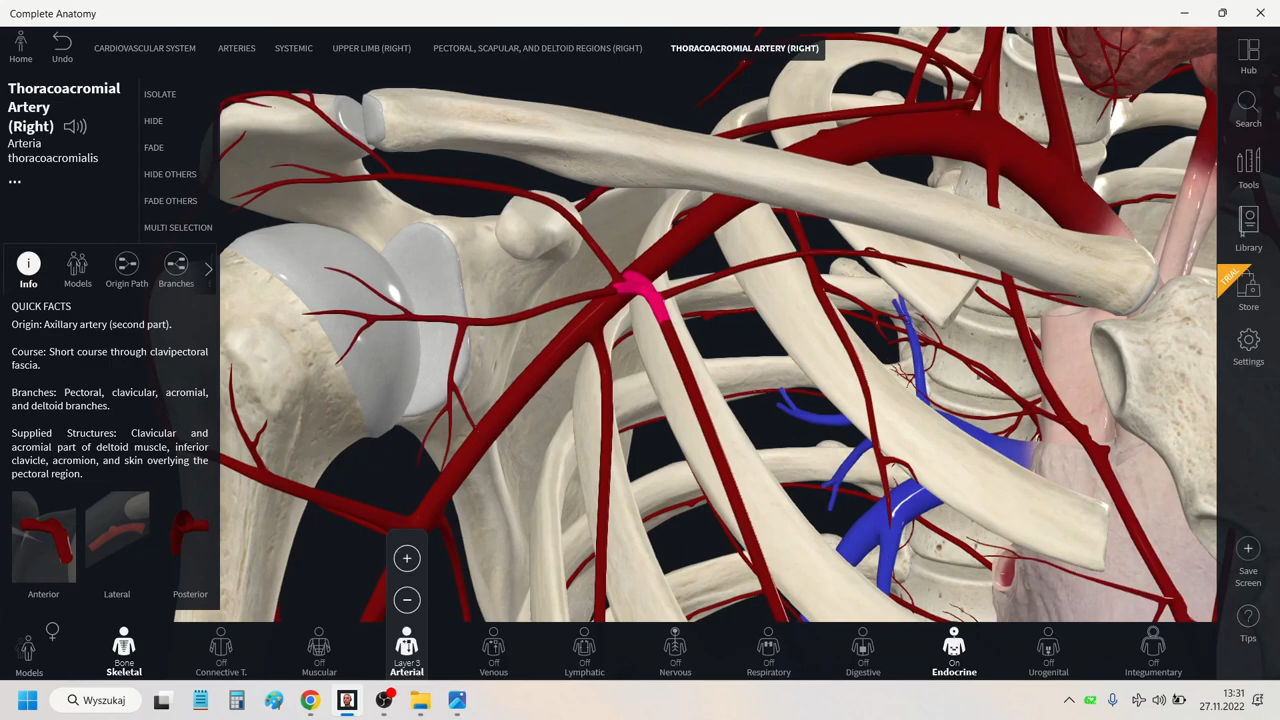 Complete Anatomy
Home
Undo
CARDIOVASCULAR SYSTEM
ARTERIES
SYSTEMIC
UPPER LIMB (RIGHT)
PECTORAL, SCAPULAR, AND DELTOID REGIONS (RIGHT)
THORACOACROMIAL ARTERY (RIGHT)
Thoracoacromial
Artery
(Right)
Arteria
thoracoacromialis
...
ISOLATE
HIDE
FADE
HIDE OTHERS
FADE OTHERS
MULTI SELECTION
Info
Models
Origin Path
Branches
QUICK FACTS
Origin: Axillary artery (second part).
Course: Short course through clavipectoral
fascia.
Branches: Pectoral, clavicular, acromial,
and deltoid branches.
Supplied Structures: Clavicular and
acromial part of deltoid muscle, inferior
clavicle, acromion, and skin overlying the
pectoral region.
Anterior
Lateral
Posterior
Hub
Search
Tools
Library
TRIAL
Store
Settings
Save
Screen
Tips
Models
Bone
Skeletal
Off
Connective T.
Off
Muscular
Layer 3
Arterial
Off
Venous
Off
Lymphatic
Off
Nervous
Off
Respiratory
Off
Digestive
On
Endocrine
Off
Urogenital
Off
Integumentary
Wyszukaj
13:31
27.11.2022